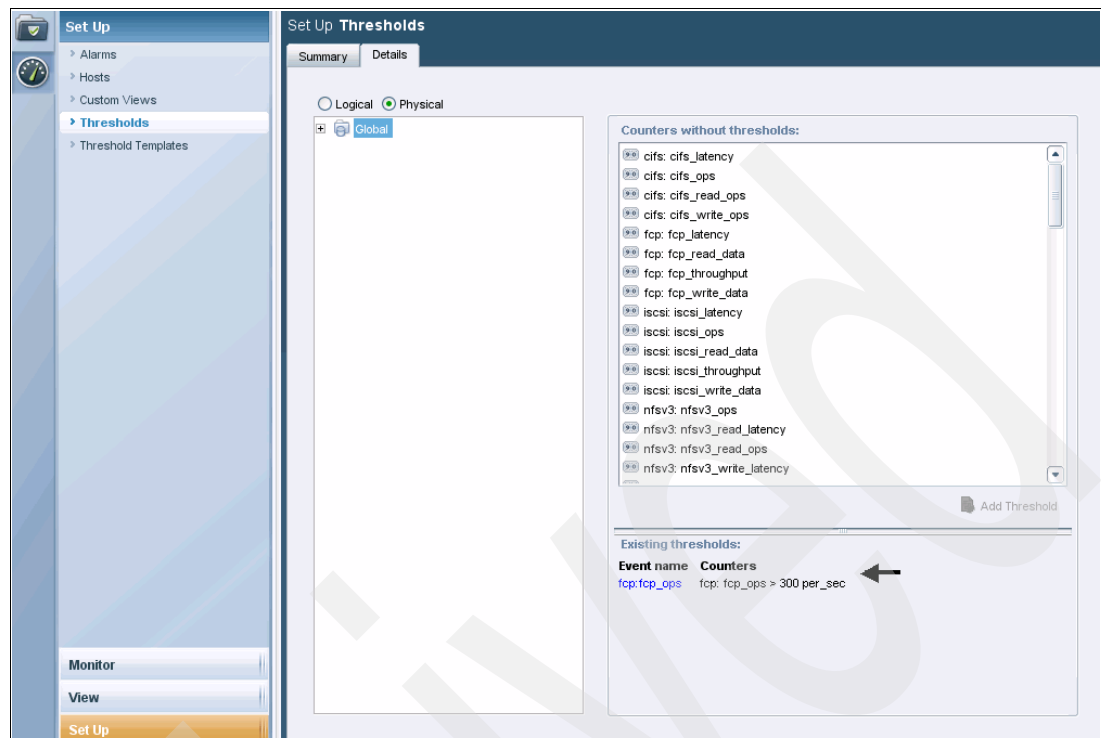 Set Up
Alarms
Hosts
Custom Views
Thresholds
Threshold Templates
Monitor
View
Set Up
Set Up Thresholds
Summary Details
Logical Physical
Global
Counters without thresholds:
cifs: cifs_latency
cifs: cifs_ops
cifs: cifs_read_ops
cifs: cifs_write_ops
fcp: fcp_latency
fcp: fcp_read_data
fcp: fcp_throughput
fcp: fcp_write_data
iscsi: iscsi_latency
iscsi: iscsi_ops
iscsi: iscsi_read_data
iscsi: iscsi_throughput
iscsi: iscsi_write_data
nfsv3: nfsv3_ops
nfsv3: nfsv3_read_latency
nfsv3: nfsv3_read_ops
nfsv3: nfsv3_write_latency
Add Threshold
Existing thresholds:
Event name Counters
fcp:fcp_ops fcp: fcp_ops > 300 per_sec